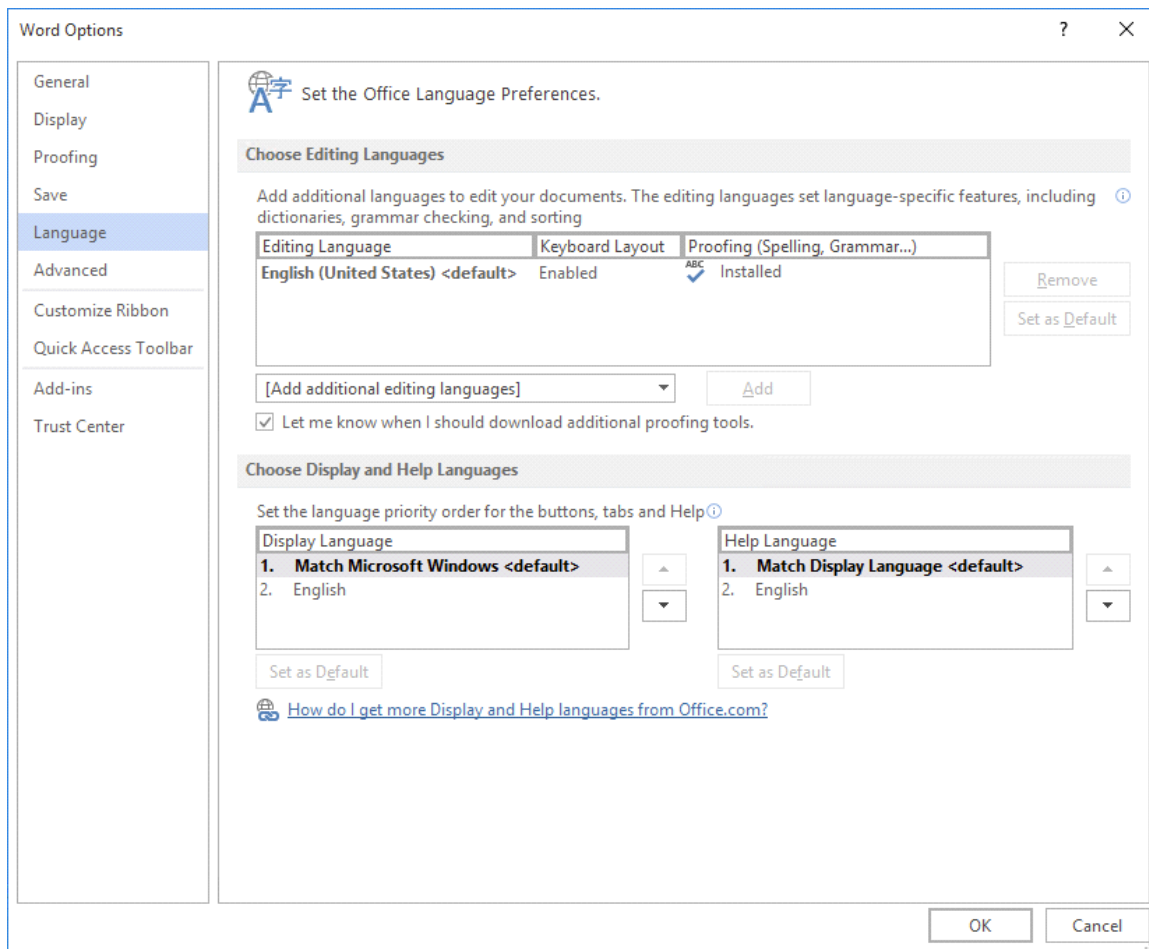 Word Options
?
General
Display
Proofing
Save
Language
Advanced
Customize Ribbon
Quick Access Toolbar
Add-ins
Trust Center
Set the Office Language Preferences.
Choose Editing Languages
Add additional languages to edit your documents. The editing languages set language-specific features, including
dictionaries, grammar checking, and sorting
Editing Language Keyboard Layout Proofing (Spelling, Grammar...)
English (United States) <default> Enabled ABC Installed
Remove
Set as Default
[Add additional editing languages] Add
Let me know when I should download additional proofing tools.
Choose Display and Help Languages
Set the language priority order for the buttons, tabs and Help
Display Language
1. Match Microsoft Windows <default>
2. English
Set as Default
Help Language
1. Match Display Language <default>
2. English
Set as Default
How do I get more Display and Help languages from Office.com?
OK Cancel